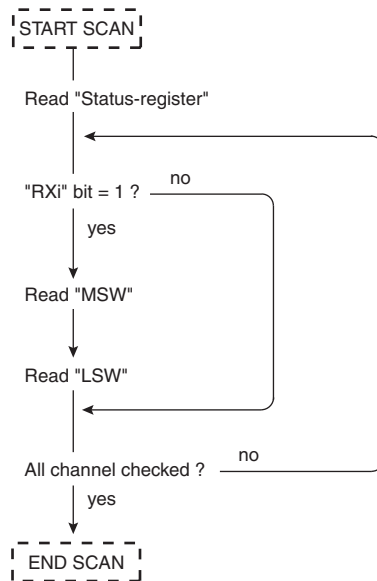 START SCAN
Read "Status-register"
"RXi" bit = 1 ?
no
yes
Read "MSW"
Read "LSW"
All channel checked ?
no
yes
END SCAN